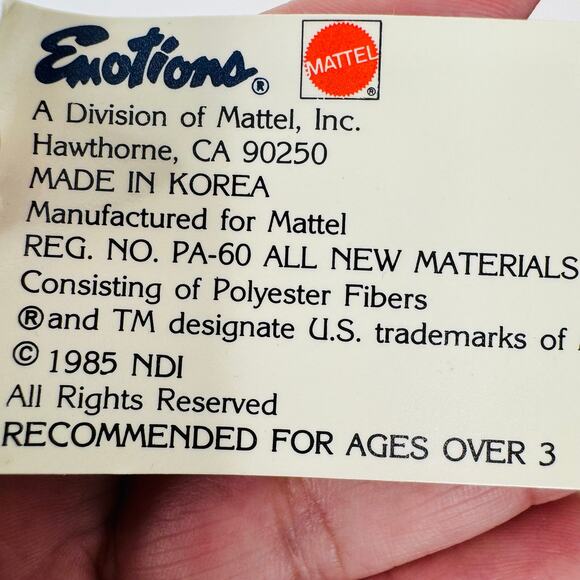 Emotions®
MATTEL®
A Division of Mattel, Inc.
Hawthorne, CA 90250
MADE IN KOREA
Manufactured for Mattel
REG. NO. PA-60 ALL NEW MATERIALS
Consisting of Polyester Fibers
® and TM designate U.S. trademarks of
© 1985 NDI
All Rights Reserved
RECOMMENDED FOR AGES OVER 3